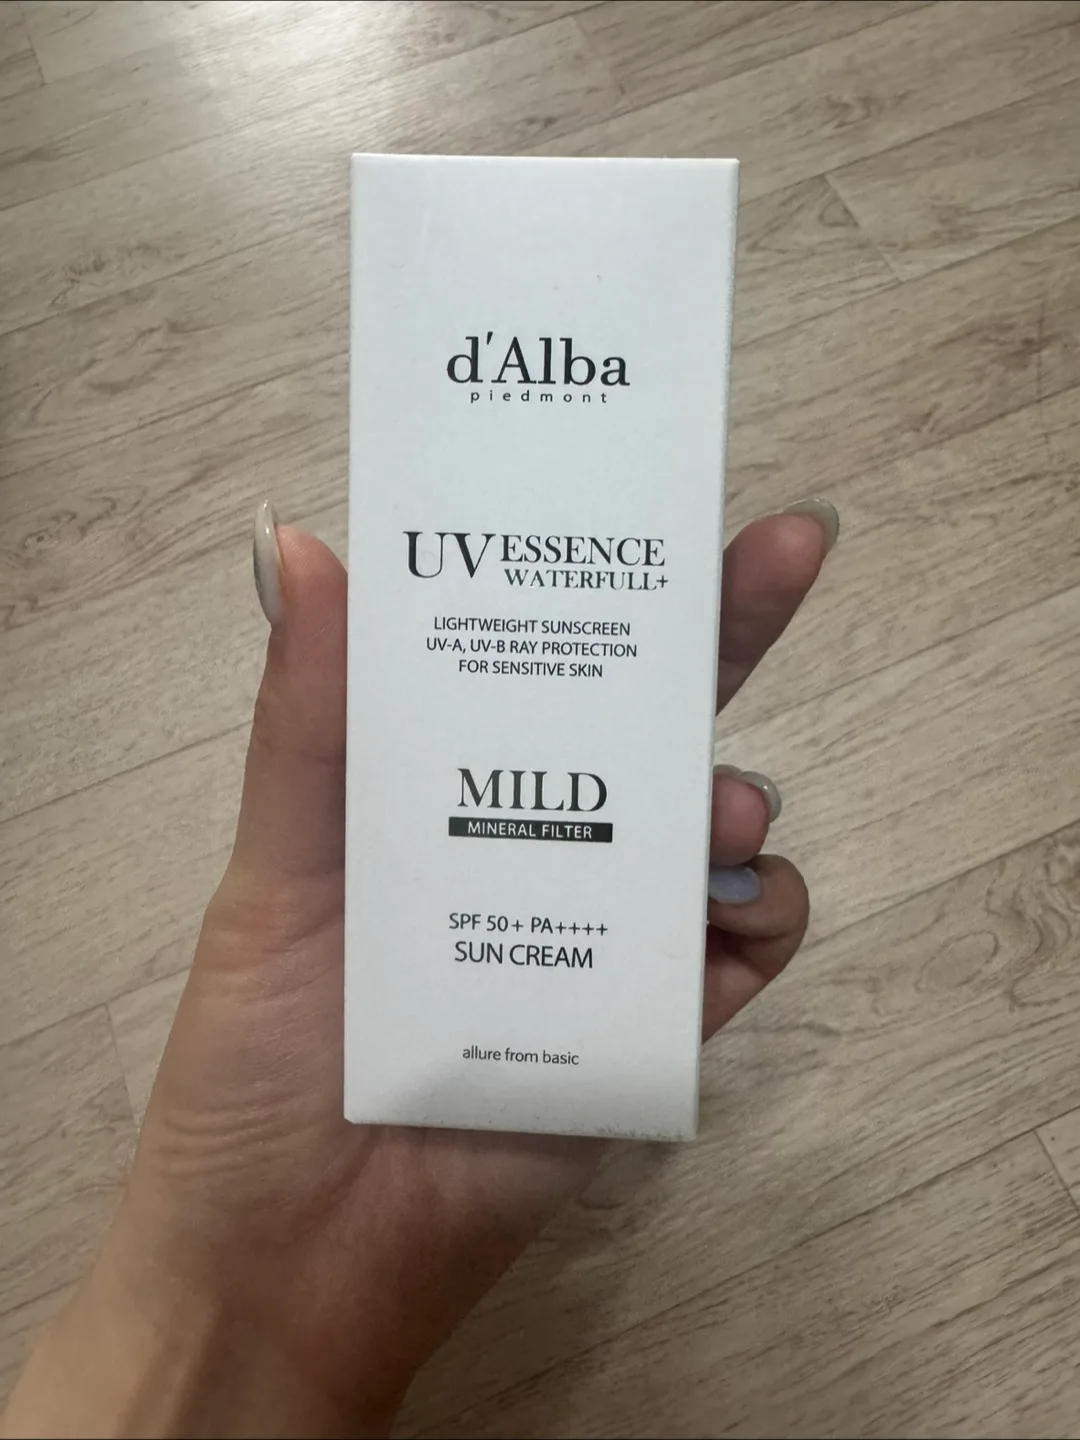 d'Alba
piedmont
UV ESSENCE
WATERFULL+
LIGHTWEIGHT SUNSCREEN
UV-A, UV-B RAY PROTECTION
FOR SENSITIVE SKIN
MILD
MINERAL FILTER
SPF 50+ PA++++
SUN CREAM
allure from basic